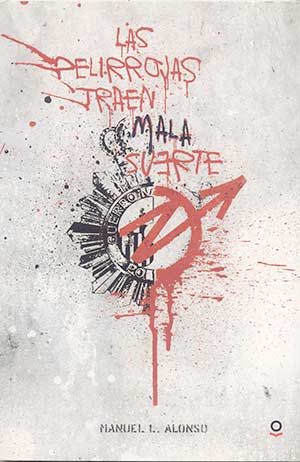 LAS
PELIRROJAS
TRAEN
MALA
SUERTE
MANUEL L. ALONSO